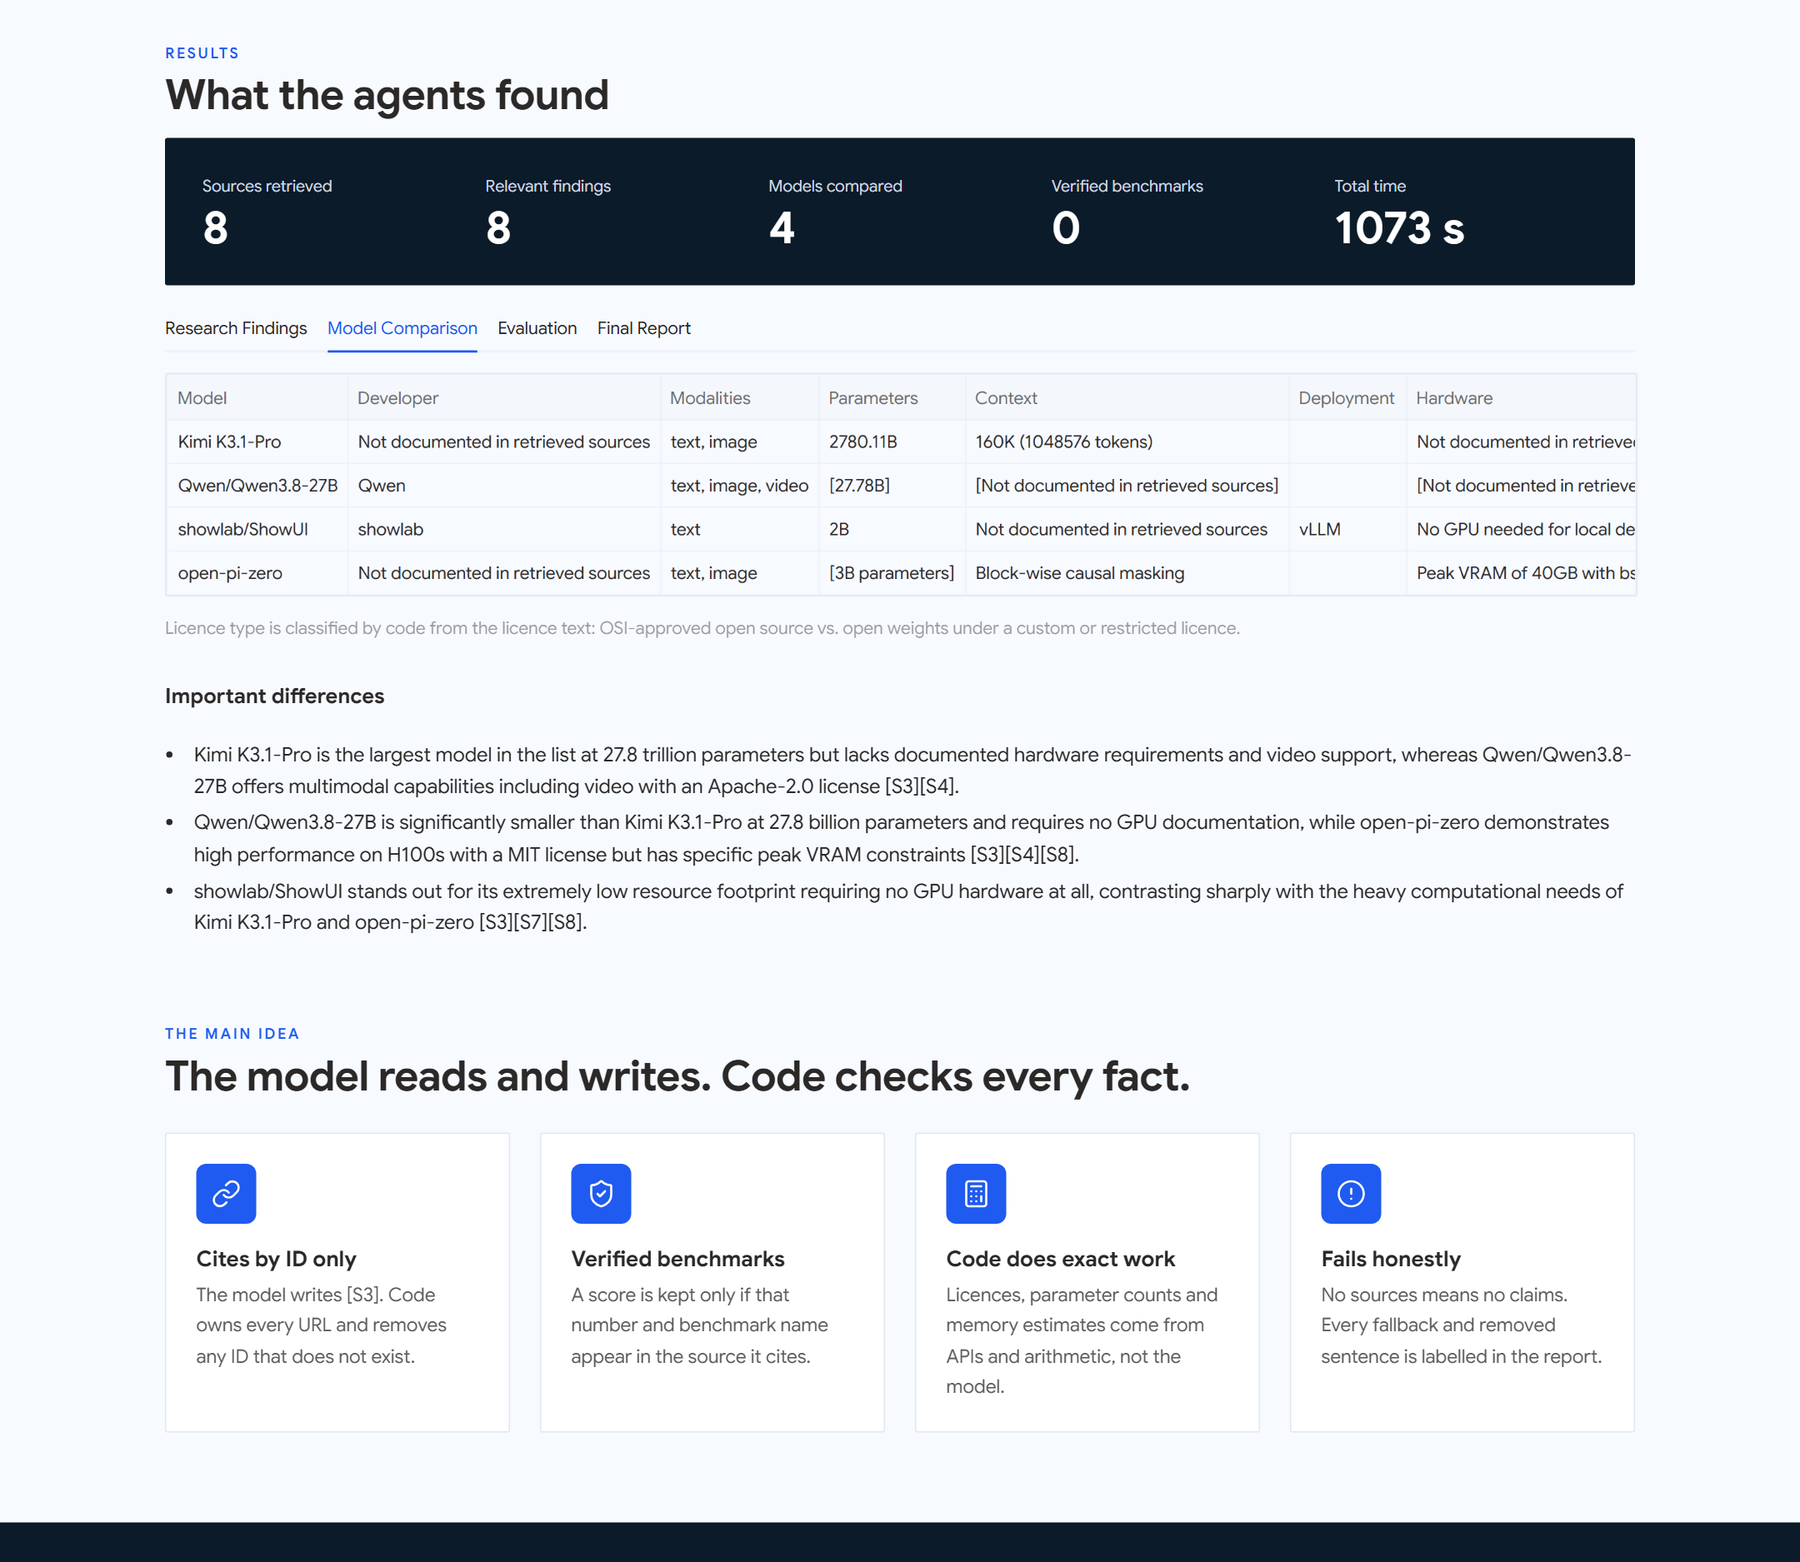 RESULTS
What the agents found
Sources retrieved Relevant findings Models compared Verified benchmarks Total time
8 8 4 0 1073 s
Research Findings Model Comparison Evaluation Final Report
Model Developer Modalities Parameters Context Deployment Hardware
Kimi K3.1-Pro Not documented in retrieved sources text, image 2780.11B 160K (1048576 tokens) Not documented in retrieved
Qwen/Qwen3.8-27B Qwen text, image, video [27.78B] [Not documented in retrieved sources] [Not documented in retrieve
showlab/ShowUI showlab text 2B Not documented in retrieved sources vLLM No GPU needed for local de
open-pi-zero Not documented in retrieved sources text, image [3B parameters] Block-wise causal masking Peak VRAM of 40GB with bs
Licence type is classified by code from the licence text: OSI-approved open source vs. open weights under a custom or restricted licence.
Important differences
• Kimi K3.1-Pro is the largest model in the list at 27.8 trillion parameters but lacks documented hardware requirements and video support, whereas Qwen/Qwen3.8-
27B offers multimodal capabilities including video with an Apache-2.0 license [S3][S4].
• Qwen/Qwen3.8-27B is significantly smaller than Kimi K3.1-Pro at 27.8 billion parameters and requires no GPU documentation, while open-pi-zero demonstrates
high performance on H100s with a MIT license but has specific peak VRAM constraints [S3][S4][S8].
• showlab/ShowUI stands out for its extremely low resource footprint requiring no GPU hardware at all, contrasting sharply with the heavy computational needs of
Kimi K3.1-Pro and open-pi-zero [S3][S7][S8].
THE MAIN IDEA
The model reads and writes. Code checks every fact.
Cites by ID only
The model writes [S3]. Code
owns every URL and removes
any ID that does not exist.
Verified benchmarks
A score is kept only if that
number and benchmark name
appear in the source it cites.
Code does exact work
Licences, parameter counts and
memory estimates come from
APIs and arithmetic, not the
model.
Fails honestly
No sources means no claims.
Every fallback and removed
sentence is labelled in the report.